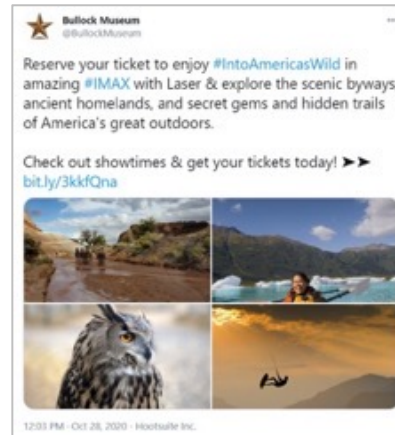 Bullock Museum
@BullockMuseum
Reserve your ticket to enjoy #IntoAmericasWild in
amazing #IMAX with Laser & explore the scenic byways
ancient homelands, and secret gems and hidden trails
of America's great outdoors.
Check out showtimes & get your tickets today! ➤➤
bit.ly/3kkfQna
12:03 PM · Oct 28, 2020 · Hootsuite Inc.